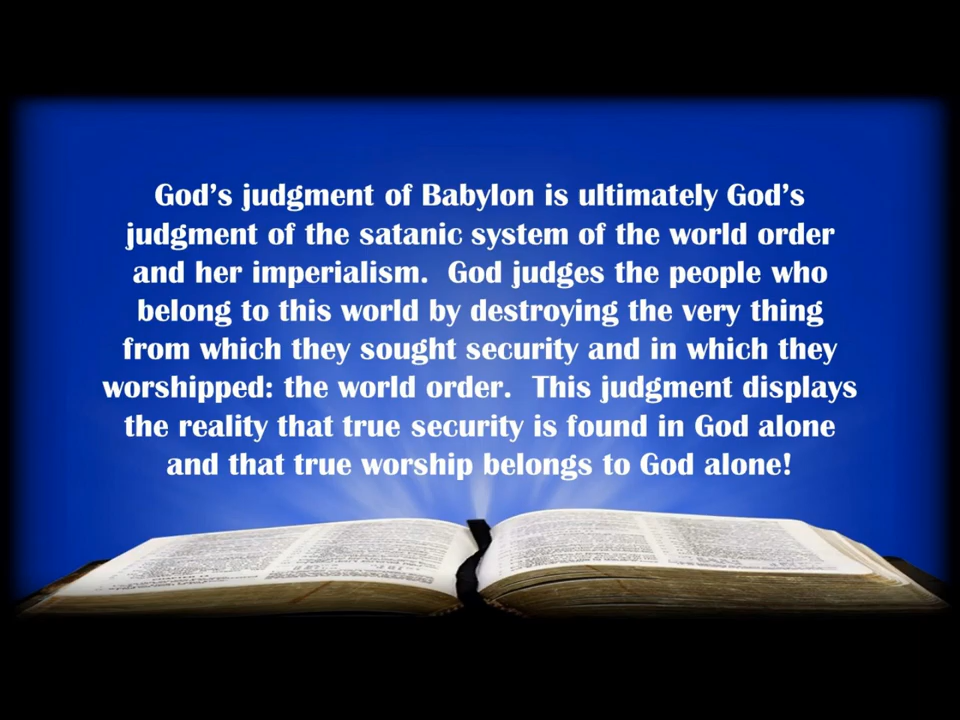 God’s judgment of Babylon is ultimately God’s
judgment of the satanic system of the world order
and her imperialism.  God judges the people who
belong to this world by destroying the very thing
from which they sought security and in which they
worshipped: the world order.  This judgment displays
the reality that true security is found in God alone
and that true worship belongs to God alone!